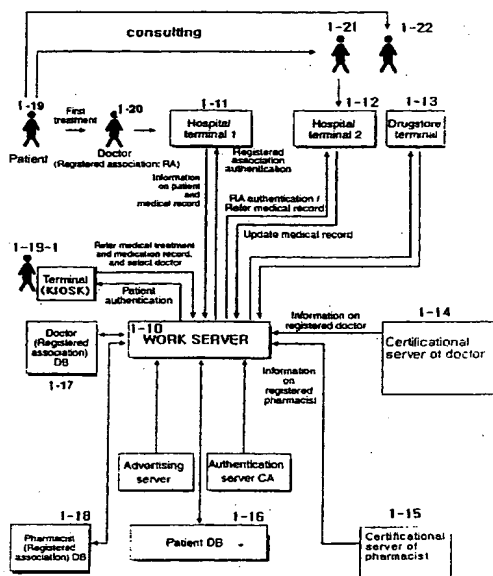 consulting
1-21
1-22
1-19
First
treatment
1-20
1-11
1-12
1-13
Patient
Doctor
(Registered association: RA)
Hospital
terminal 1
Hospital
terminal 2
Drugstore
terminal
Registered
association
authentication
Information
on patient
and
medical record
RA authentication /
Refer medical record
Update medical record
Refer medical treatment
and medication record,
and select doctor
1-19-1
Terminal
(KIOSK)
Patient
authentication
1-10
WORK SERVER
Information on
registered doctor
1-14
Certificational
server of doctor
Doctor
(Registered
association)
DB
1-17
Information
on
registered
pharmacist
Advertising
server
Authentication
server CA
1-18
Pharmacist
(Registered
association) DB
1-16
Patient DB
1-15
Certificational
server of
pharmacist